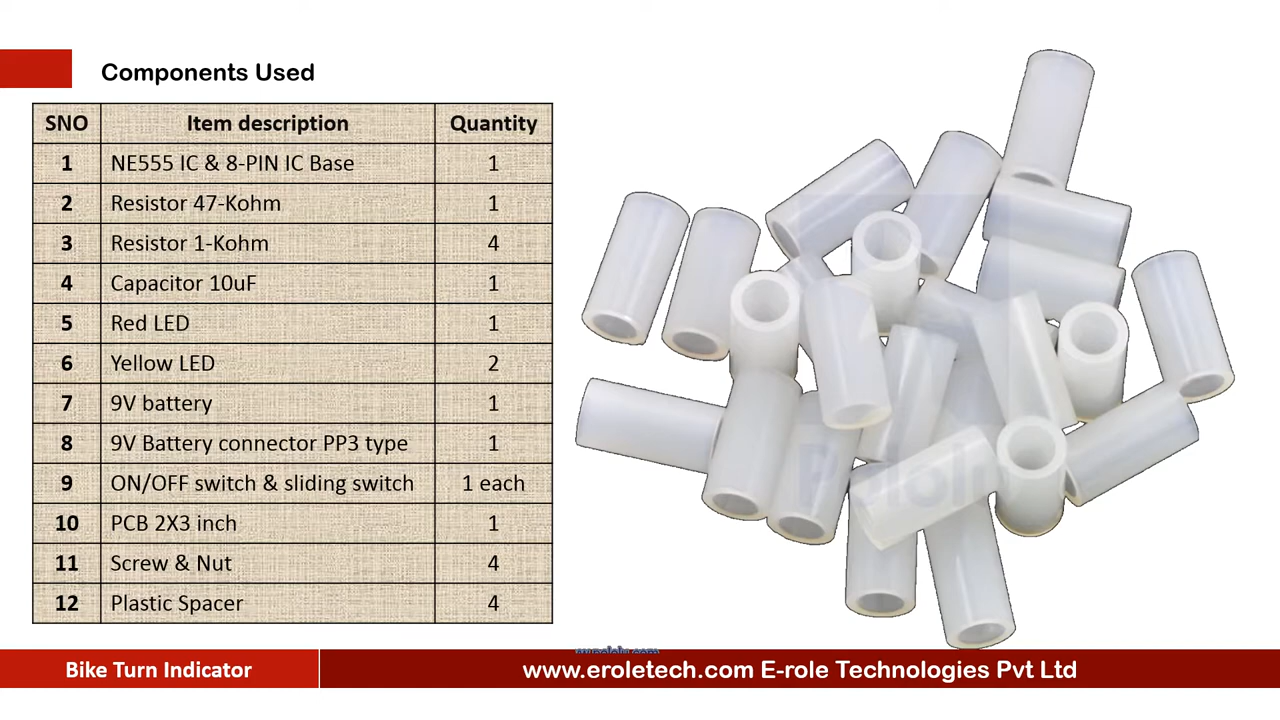 Components Used
SNO Item description Quantity
1 NE555 IC & 8-PIN IC Base 1
2 Resistor 47-Kohm 1
3 Resistor 1-Kohm 4
4 Capacitor 10uF 1
5 Red LED 1
6 Yellow LED 2
7 9V battery 1
8 9V Battery connector PP3 type 1
9 ON/OFF switch & sliding switch 1 each
10 PCB 2X3 inch 1
11 Screw & Nut 4
12 Plastic Spacer 4
Pololu
Bike Turn Indicator www.eroletech.com E-role Technologies Pvt Ltd